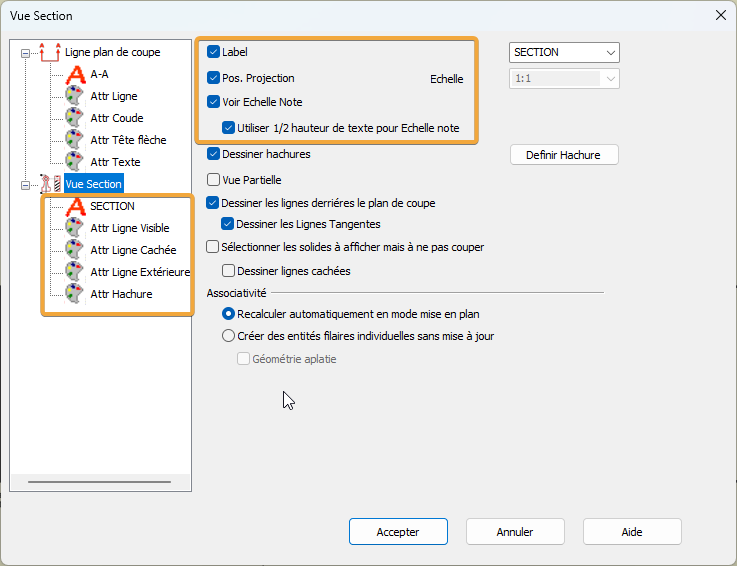 Vue Section
Ligne plan de coupe
A-A
Attr Ligne
Attr Coude
Attr Tête flèche
Attr Texte
Vue Section
SECTION
Attr Ligne Visible
Attr Ligne Cachée
Attr Ligne Extérieure
Attr Hachure
Label
SECTION
Pos. Projection
Echelle
1:1
Voir Echelle Note
Utiliser 1/2 hauteur de texte pour Echelle note
Dessiner hachures
Definir Hachure
Vue Partielle
Dessiner les lignes derriéres le plan de coupe
Dessiner les Lignes Tangentes
Sélectionner les solides à afficher mais à ne pas couper
Dessiner lignes cachées
Associativité
Recalculer automatiquement en mode mise en plan
Créer des entités filaires individuelles sans mise à jour
Géométrie aplatie
Accepter
Annuler
Aide